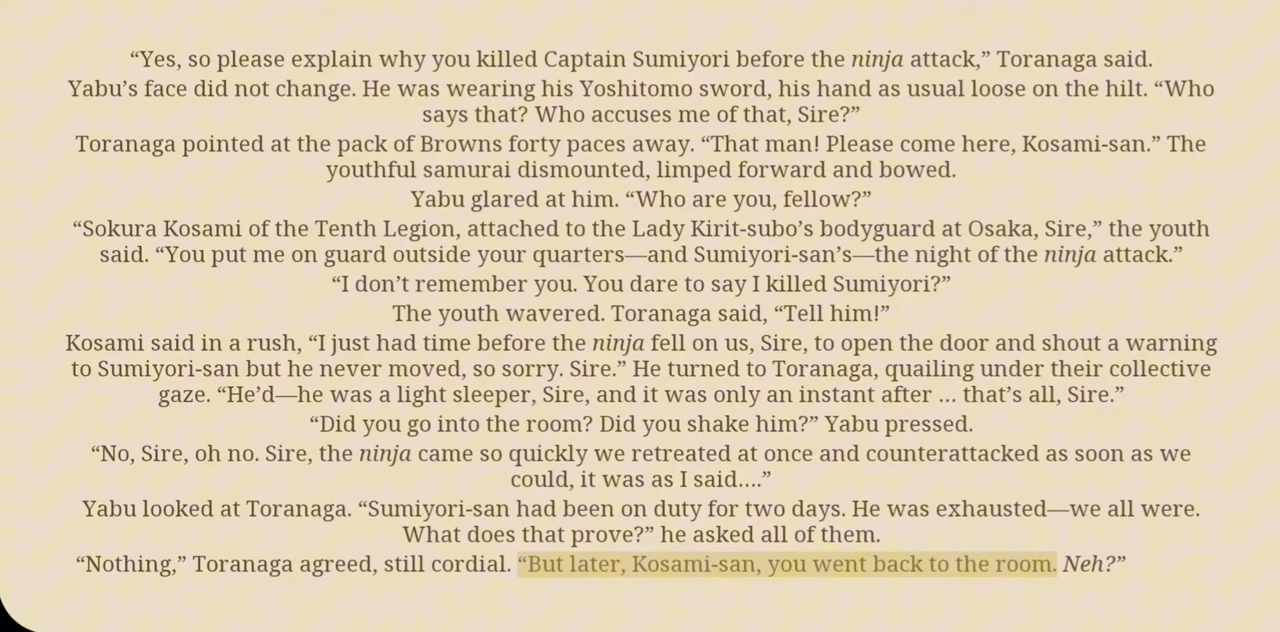 “Yes, so please explain why you killed Captain Sumiyori before the ninja attack,” Toranaga said.
Yabu’s face did not change. He was wearing his Yoshitomo sword, his hand as usual loose on the hilt. “Who
says that? Who accuses me of that, Sire?”
Toranaga pointed at the pack of Browns forty paces away. “That man! Please come here, Kosami-san.” The
youthful samurai dismounted, limped forward and bowed.
Yabu glared at him. “Who are you, fellow?”
“Sokura Kosami of the Tenth Legion, attached to the Lady Kirit-subo’s bodyguard at Osaka, Sire,” the youth
said. “You put me on guard outside your quarters—and Sumiyori-san’s—the night of the ninja attack.”
“I don’t remember you. You dare to say I killed Sumiyori?”
The youth wavered. Toranaga said, “Tell him!”
Kosami said in a rush, “I just had time before the ninja fell on us, Sire, to open the door and shout a warning
to Sumiyori-san but he never moved, so sorry. Sire.” He turned to Toranaga, quailing under their collective
gaze. “He’d—he was a light sleeper, Sire, and it was only an instant after … that’s all, Sire.”
“Did you go into the room? Did you shake him?” Yabu pressed.
“No, Sire, oh no. Sire, the ninja came so quickly we retreated at once and counterattacked as soon as we
could, it was as I said....”
Yabu looked at Toranaga. “Sumiyori-san had been on duty for two days. He was exhausted—we all were.
What does that prove?” he asked all of them.
“Nothing,” Toranaga agreed, still cordial. “But later, Kosami-san, you went back to the room. Neh?”